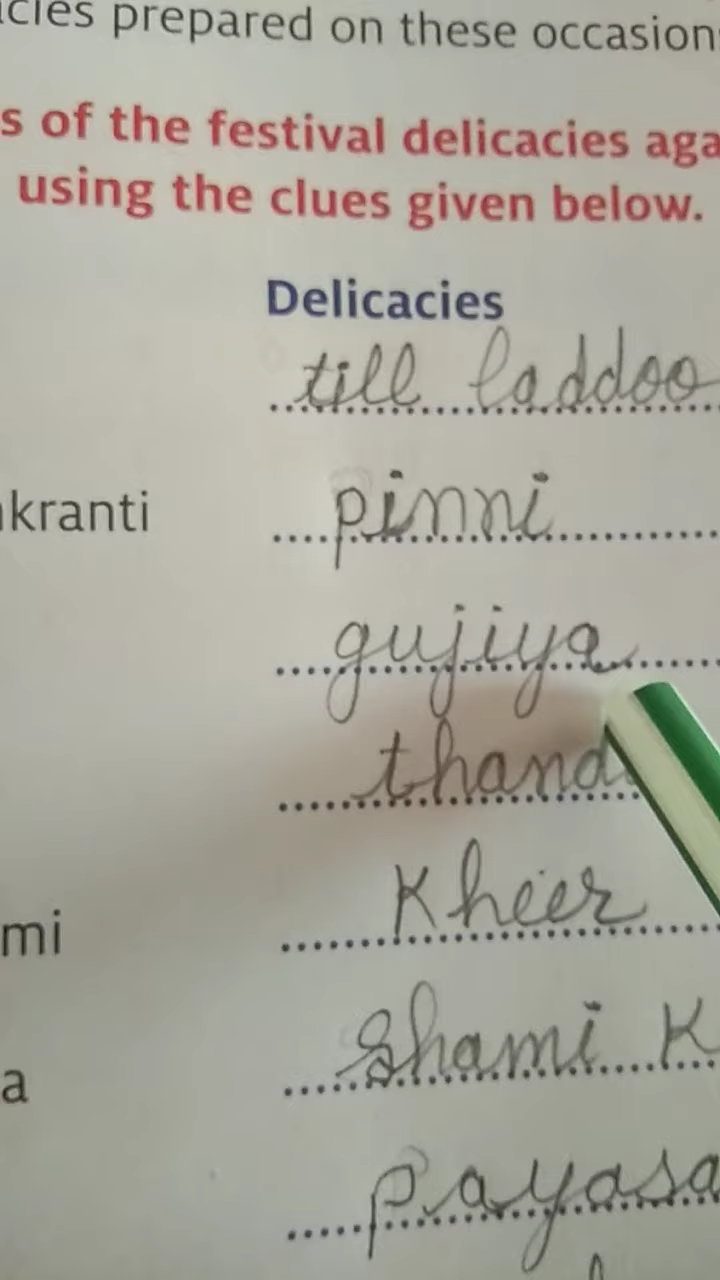 cies prepared on these occasion
s of the festival delicacies aga
using the clues given below.
Delicacies
till laddoo
kranti pinni
gujiya
thand
mi Kheer
a Shami K
payasa